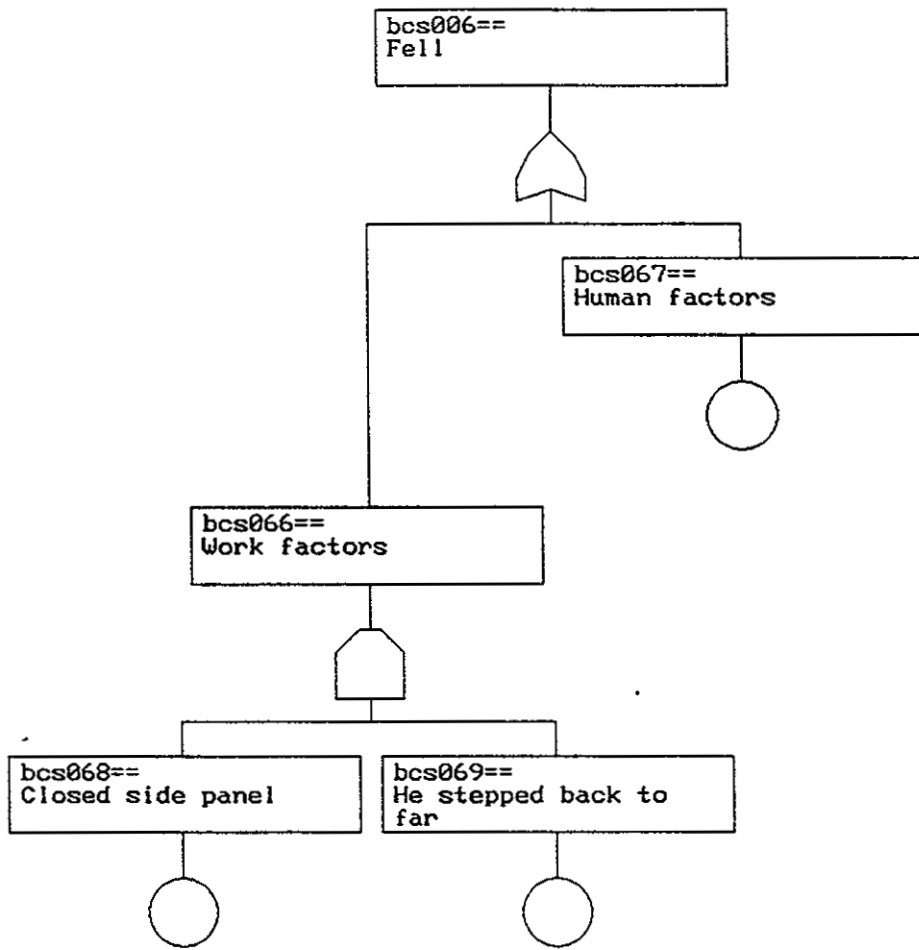 bcs006==
Fell
bcs067==
Human factors
bcs066==
Work factors
bcs068==
Closed side panel
bcs069==
He stepped back to
far